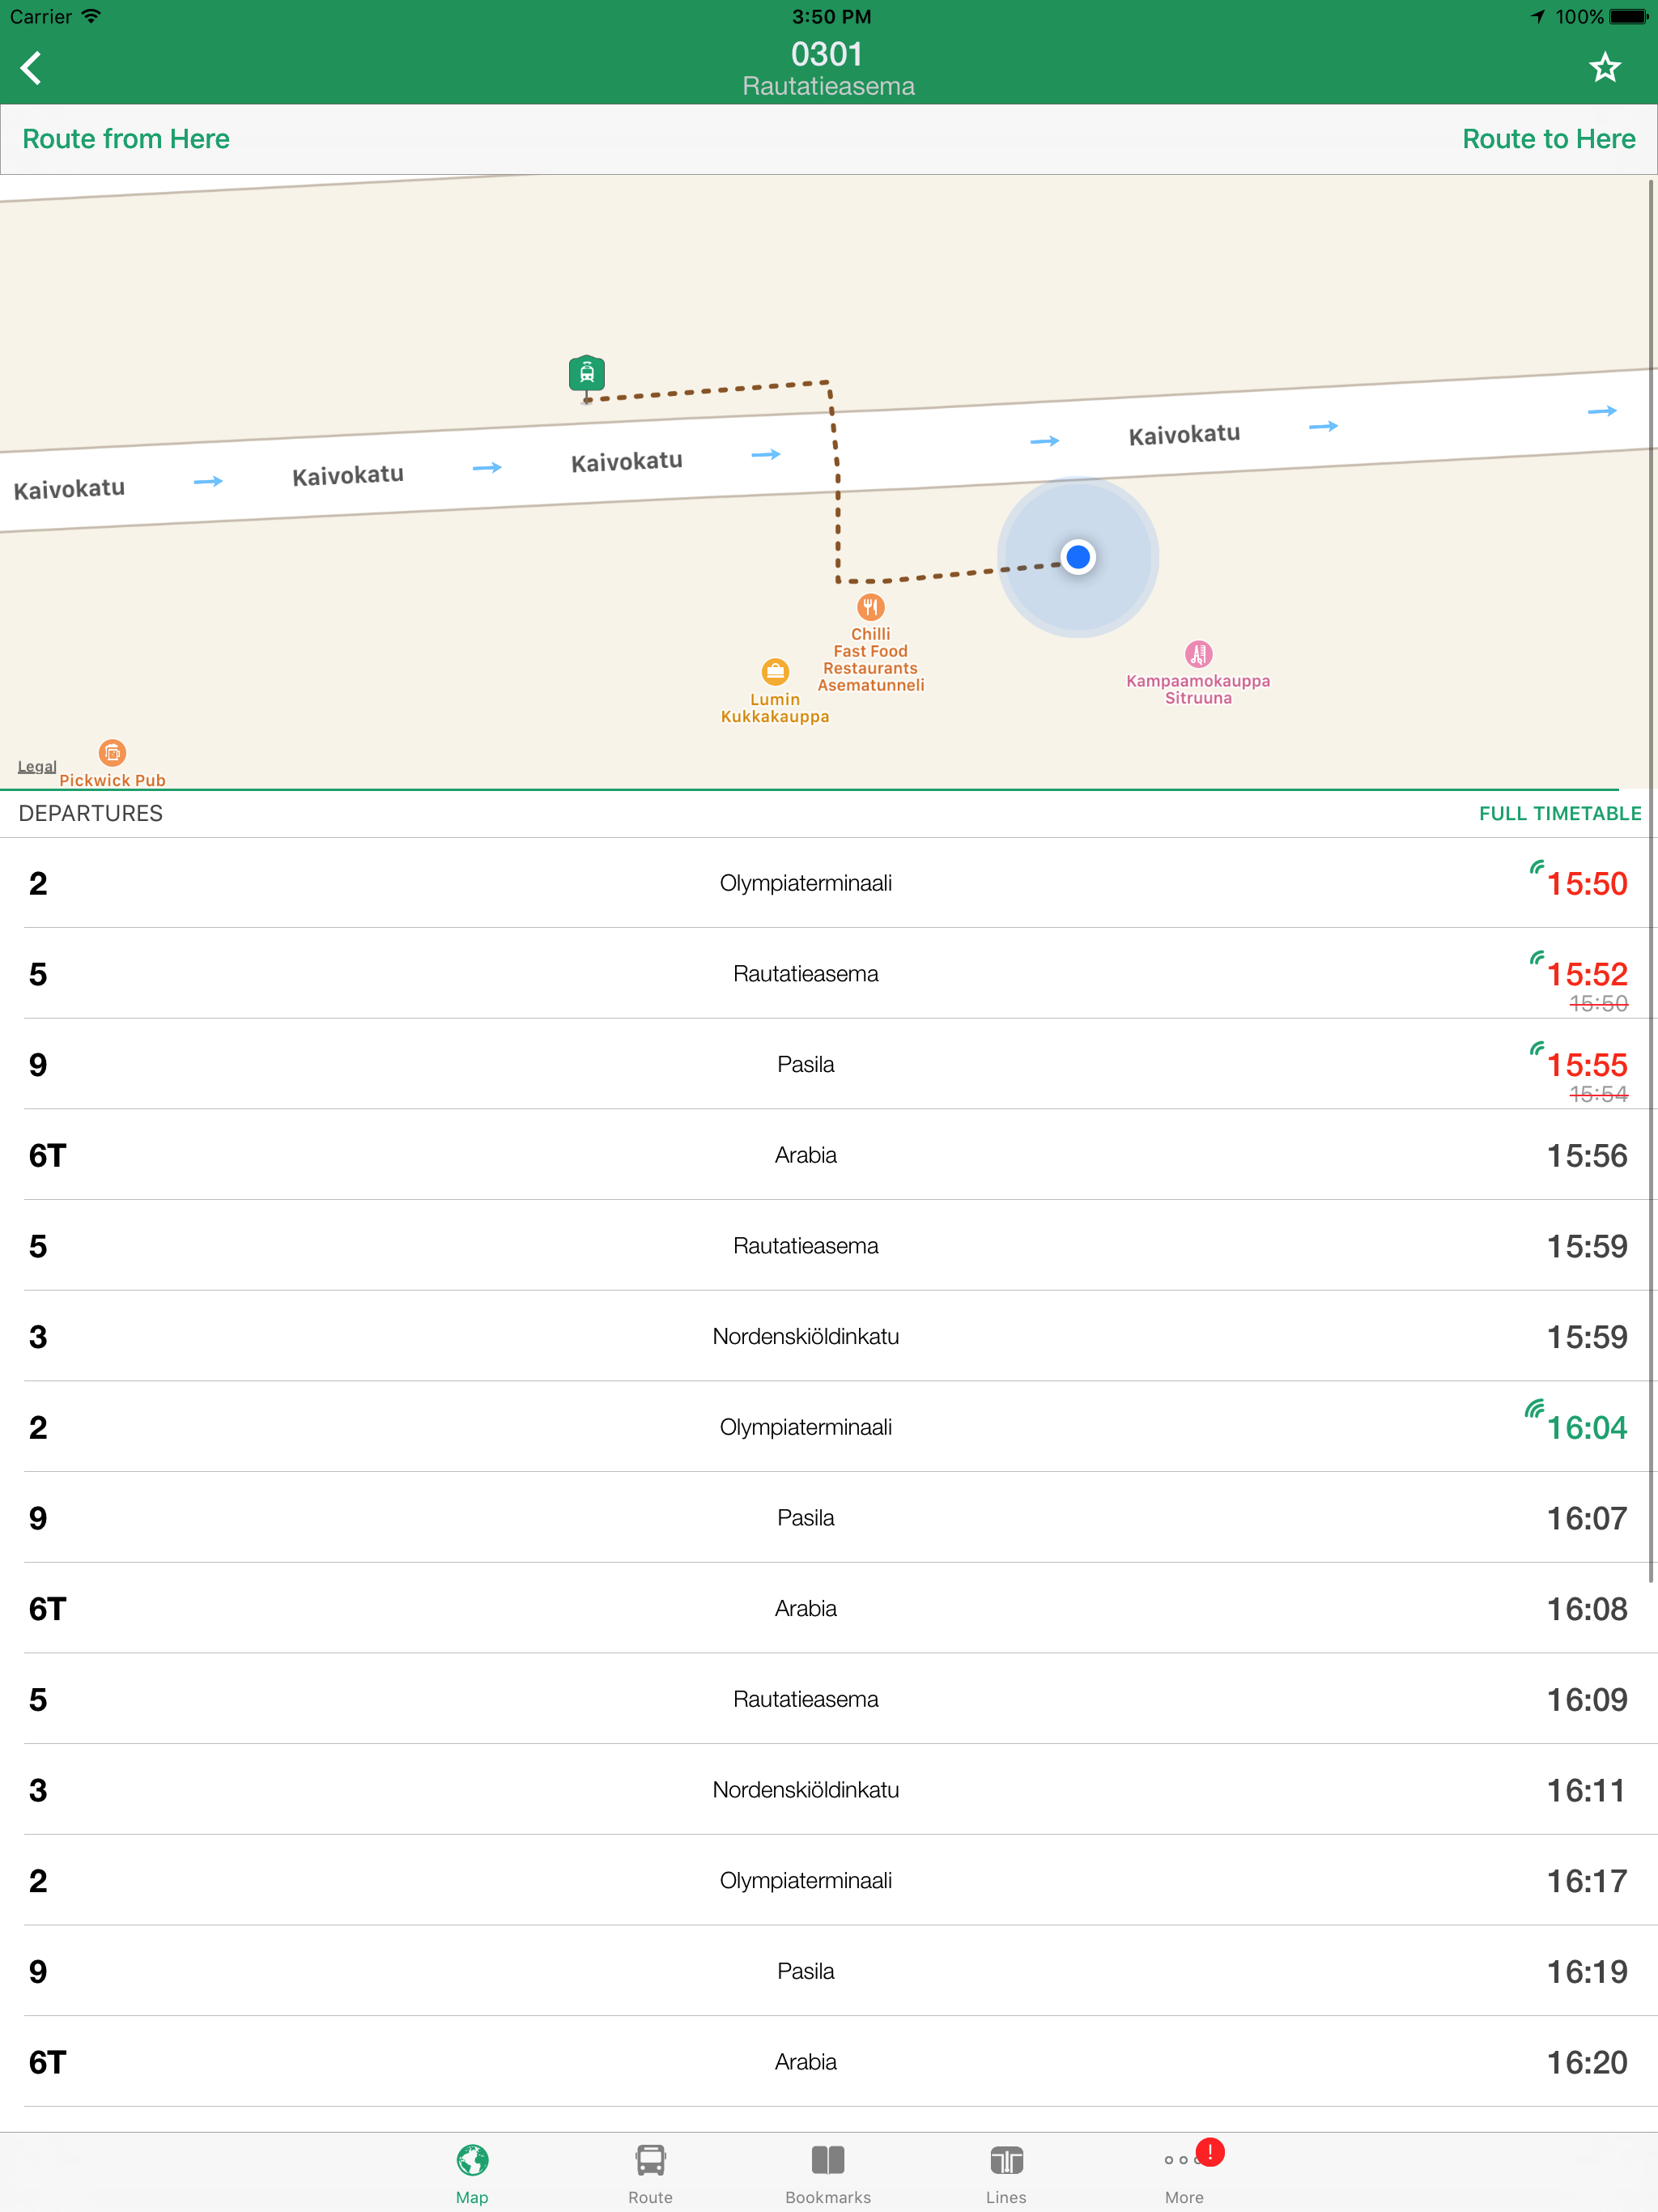 Carrier 3:50 PM 100%
0301
Rautatieasema
Route from Here Route to Here
Kaivokatu Kaivokatu Kaivokatu Kaivokatu
Chilli
Fast Food
Restaurants
Asematunneli
Lumin
Kukkakauppa
Kampaamokauppa
Sitruuna
Legal
Pickwick Pub
DEPARTURES FULL TIMETABLE
2 Olympiaterminaali 15:50
5 Rautatieasema 15:52
15:50
9 Pasila 15:55
15:54
6T Arabia 15:56
5 Rautatieasema 15:59
3 Nordenskiöldinkatu 15:59
2 Olympiaterminaali 16:04
9 Pasila 16:07
6T Arabia 16:08
5 Rautatieasema 16:09
3 Nordenskiöldinkatu 16:11
2 Olympiaterminaali 16:17
9 Pasila 16:19
6T Arabia 16:20
!
Map Route Bookmarks Lines More